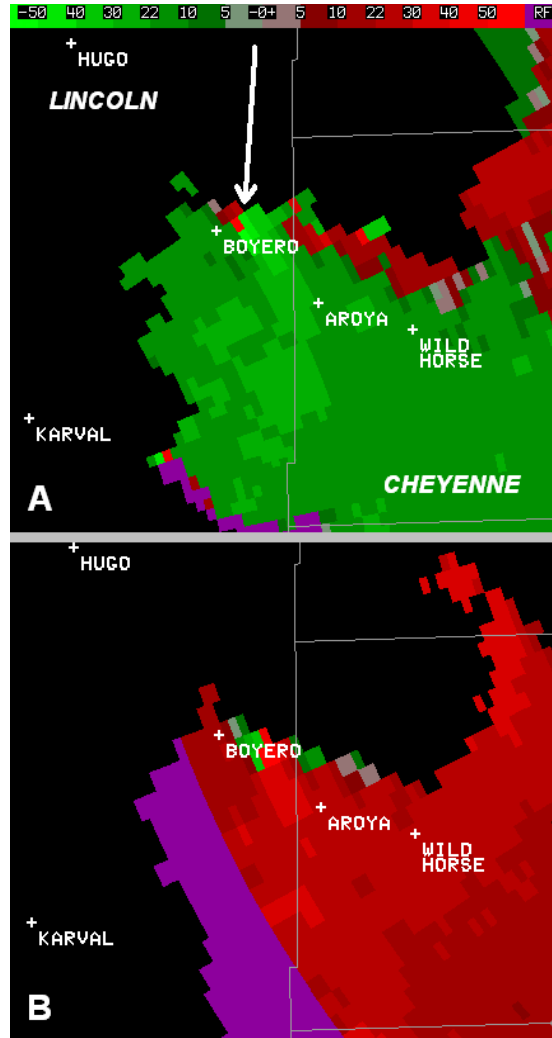 -50 40 30 22 10 5 -0+ 5 10 22 30 40 50 RF
HUGO
LINCOLN
BOYERO
AROYA
WILD
HORSE
KARVAL
CHEYENNE
A
HUGO
BOYERO
AROYA
WILD
HORSE
KARVAL
B